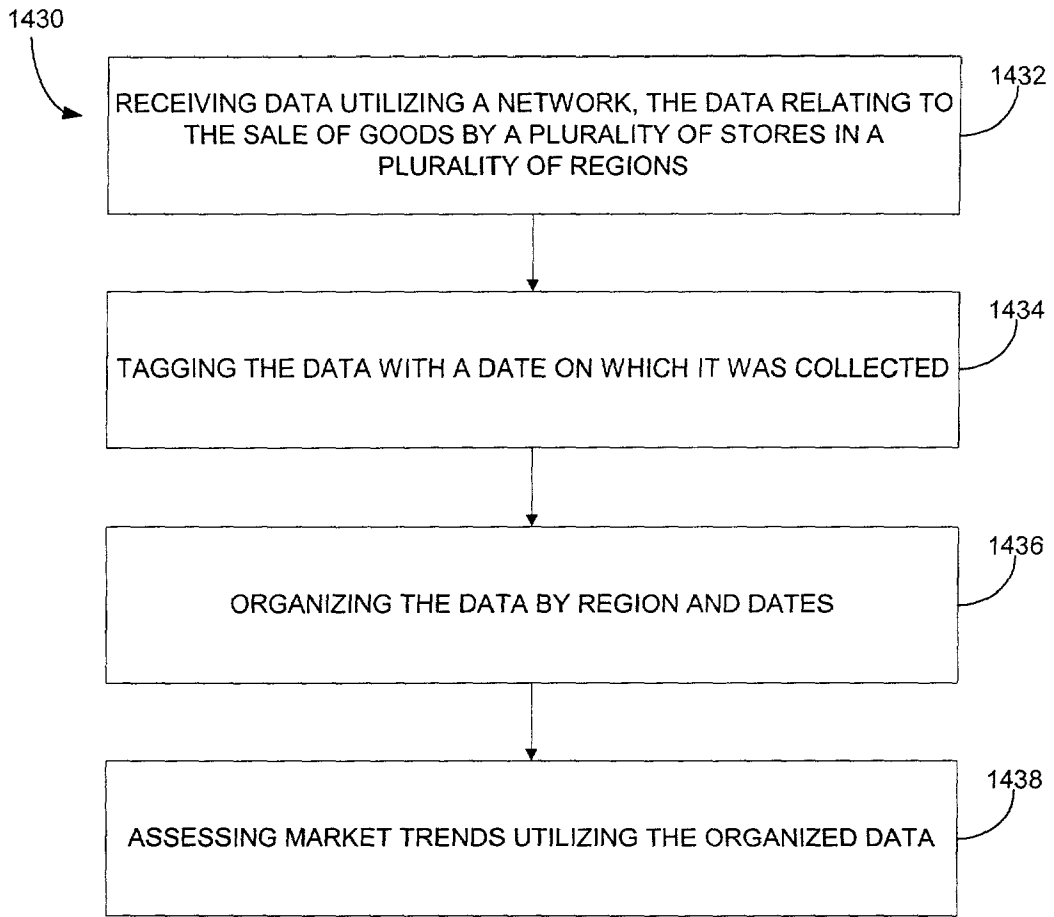 1430
1432
RECEIVING DATA UTILIZING A NETWORK, THE DATA RELATING TO
THE SALE OF GOODS BY A PLURALITY OF STORES IN A
PLURALITY OF REGIONS
1434
TAGGING THE DATA WITH A DATE ON WHICH IT WAS COLLECTED
1436
ORGANIZING THE DATA BY REGION AND DATES
1438
ASSESSING MARKET TRENDS UTILIZING THE ORGANIZED DATA